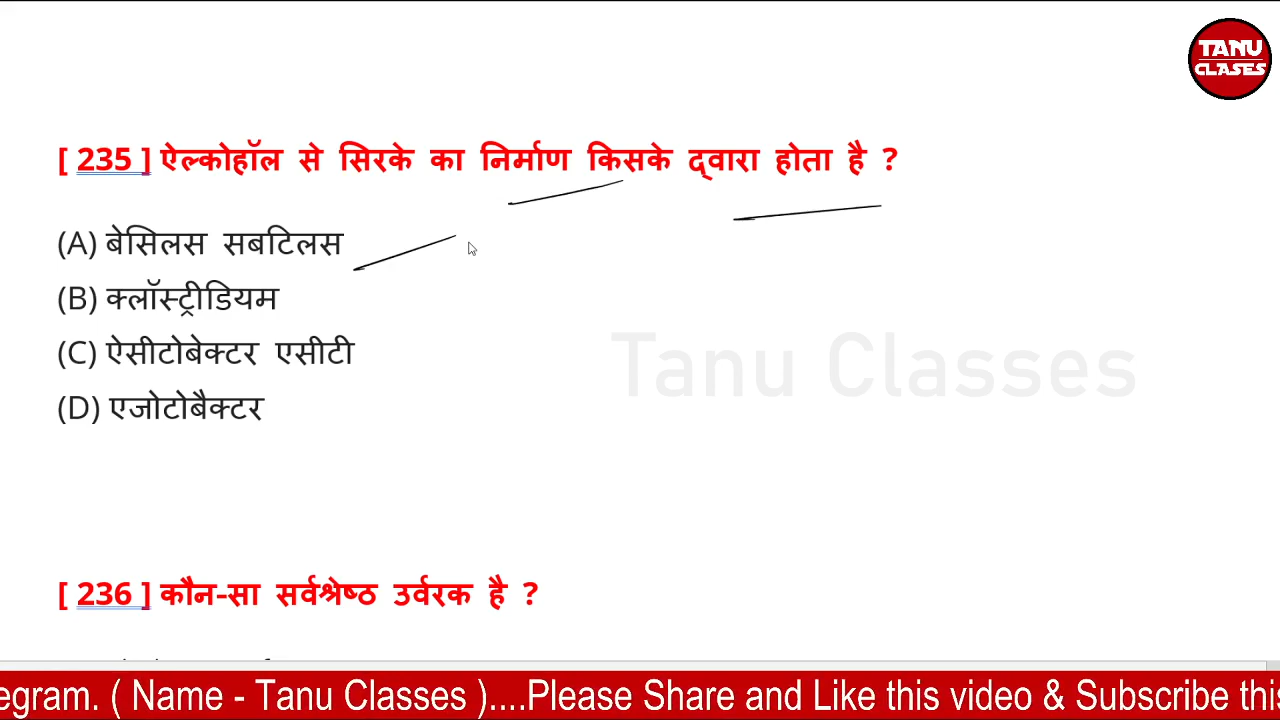 TANU
CLASES
[ 235 ] ऐल्कोहॉल से सिरके का निर्माण किसके द्वारा होता है ?
(A) बेसिलस सबटिलस
(B) क्लॉस्ट्रीडियम
(C) ऐसीटोबेक्टर एसीटी
(D) एजोटोबैक्टर
Tanu Classes
[ 236 ] कौन-सा सर्वश्रेष्ठ उर्वरक है ?
egram. ( Name - Tanu Classes )....Please Share and Like this video & Subscribe this